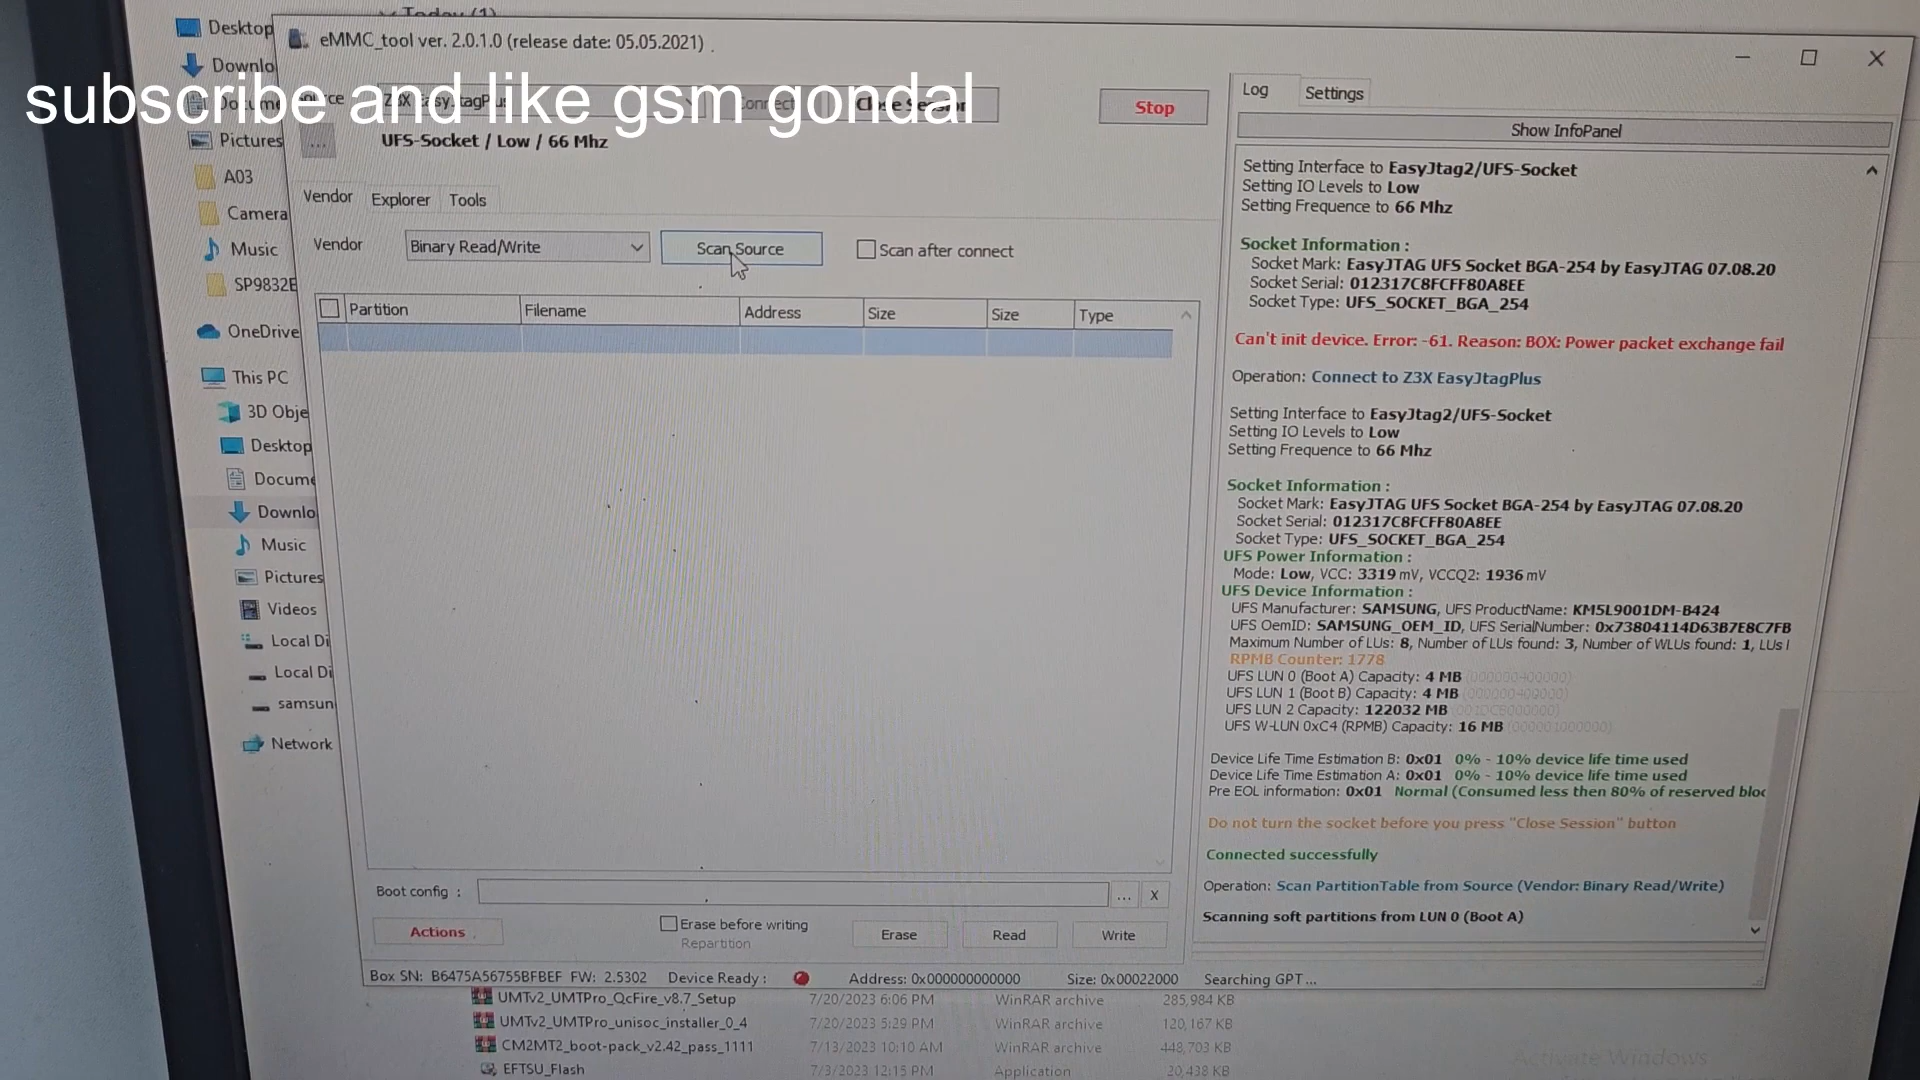 Today (1)
Desktop
eMMC_tool ver. 2.0.1.0 (release date: 05.05.2021)
Downlo
subscribe and like gsm gondal
Docume
Z3X EasyJtagPlus
Connect
Close Session
Stop
Log
Settings
Show InfoPanel
Pictures
...
UFS-Socket / Low / 66 Mhz
A03
Vendor
Explorer
Tools
Camera
Vendor
Binary Read/Write
Scan Source
Scan after connect
Music
SP9832E
Partition
Filename
Address
Size
Size
Type
OneDrive
This PC
3D Obje
Desktop
Docume
Downlo
Music
Pictures
Videos
Local Di
Local Di
samsun
Network
Setting Interface to EasyJtag2/UFS-Socket
Setting IO Levels to Low
Setting Frequence to 66 Mhz
Socket Information :
Socket Mark: EasyJTAG UFS Socket BGA-254 by EasyJTAG 07.08.20
Socket Serial: 012317C8FCFF80A8EE
Socket Type: UFS_SOCKET_BGA_254
Can't init device. Error: -61. Reason: BOX: Power packet exchange fail
Operation: Connect to Z3X EasyJtagPlus
Setting Interface to EasyJtag2/UFS-Socket
Setting IO Levels to Low
Setting Frequence to 66 Mhz
Socket Information :
Socket Mark: EasyJTAG UFS Socket BGA-254 by EasyJTAG 07.08.20
Socket Serial: 012317C8FCFF80A8EE
Socket Type: UFS_SOCKET_BGA_254
UFS Power Information :
Mode: Low, VCC: 3319 mV, VCCQ2: 1936 mV
UFS Device Information :
UFS Manufacturer: SAMSUNG, UFS ProductName: KM5L9001DM-B424
UFS OemID: SAMSUNG_OEM_ID, UFS SerialNumber: 0x73804114D63B7E8C7FB
Maximum Number of LUs: 8, Number of LUs found: 3, Number of WLUs found: 1, LUs
RPMB Counter: 1778
UFS LUN 0 (Boot A) Capacity: 4 MB (000000400000)
UFS LUN 1 (Boot B) Capacity: 4 MB (000000400000)
UFS LUN 2 Capacity: 122032 MB
UFS W-LUN 0xC4 (RPMB) Capacity: 16 MB (000001000000)
Device Life Time Estimation B: 0x01 0% - 10% device life time used
Device Life Time Estimation A: 0x01 0% - 10% device life time used
Pre EOL information: 0x01 Normal (Consumed less then 80% of reserved bloc
Do not turn the socket before you press "Close Session" button
Connected successfully
Operation: Scan PartitionTable from Source (Vendor: Binary Read/Write)
Scanning soft partitions from LUN 0 (Boot A)
Boot config :
...
X
Actions
Erase before writing
Repartition
Erase
Read
Write
Box SN: B6475A56755BFBEF FW: 2.5302 Device Ready : Address: 0x000000000000 Size: 0x00022000 Searching GPT ...
UMTv2_UMTPro_QcFire_v8.7_Setup 7/20/2023 6:06 PM WinRAR archive 285,984 KB
UMTv2_UMTPro_unisoc_installer_0_4 7/20/2023 5:29 PM WinRAR archive 120,167 KB
CM2MT2_boot-pack_v2.42_pass_1111 7/13/2023 10:10 AM WinRAR archive 448,703 KB
EFTSU_Flash 7/3/2023 12:15 PM Application 20,438 KB
Activate Windows